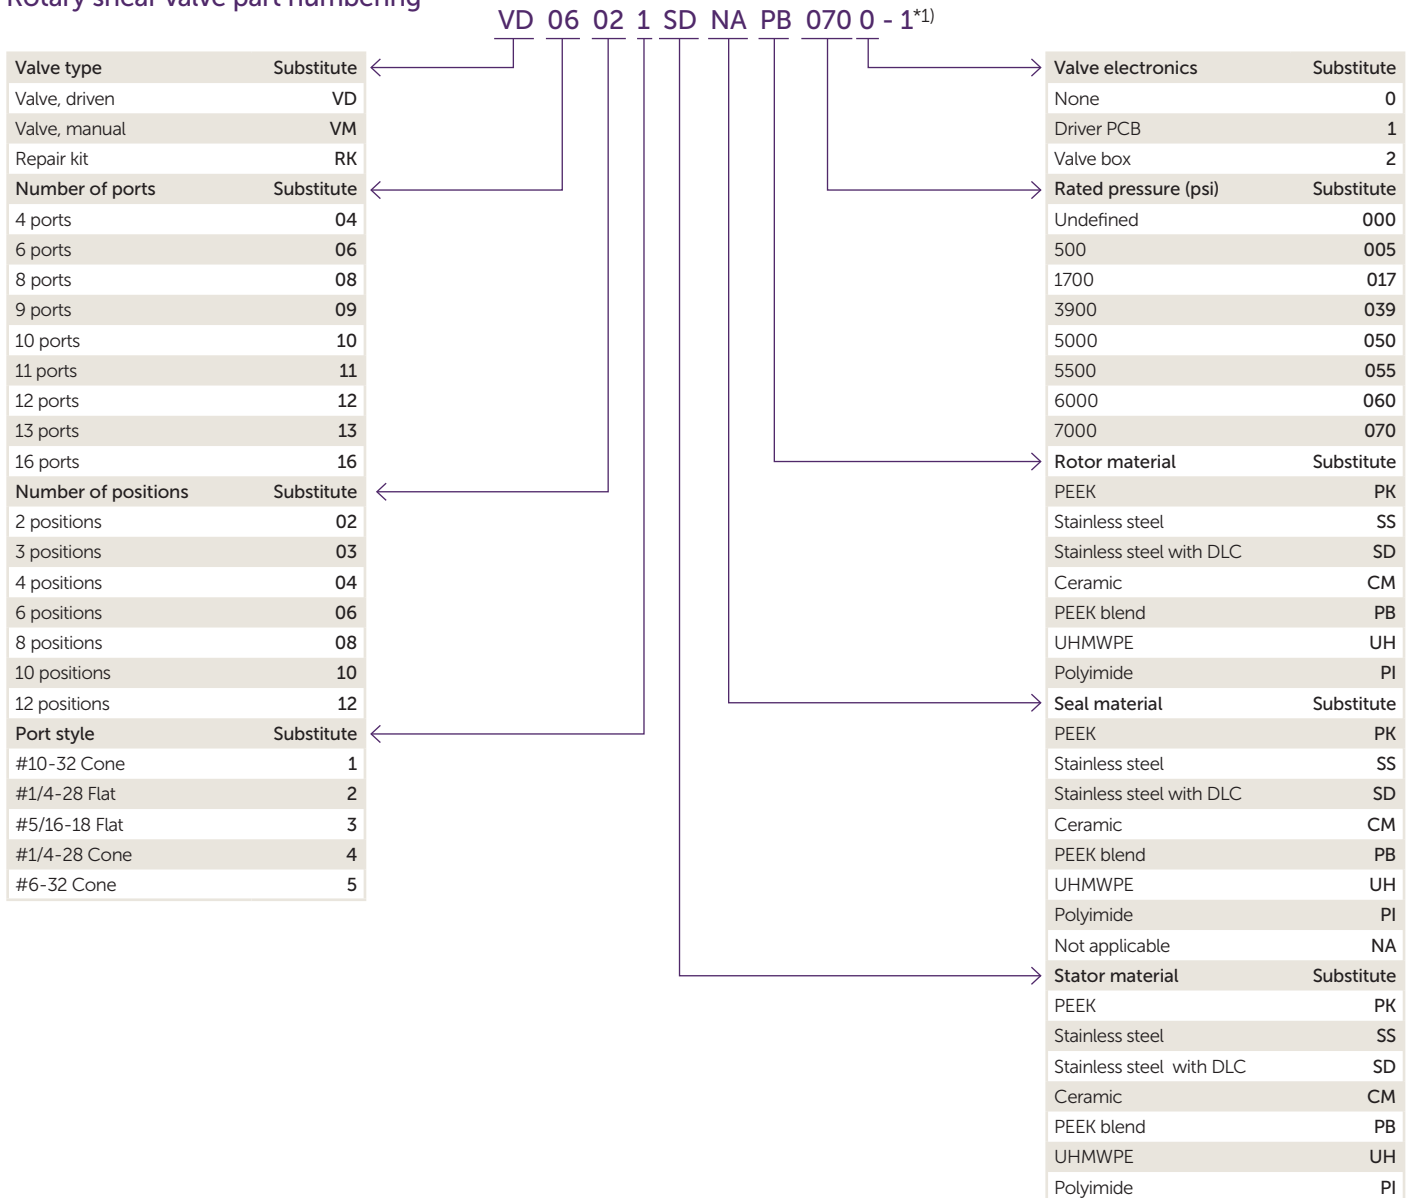 Rotary shear valve part numbering
VD 06 02 1 SD NA PB 070 0 - 1*1)
Valve type Substitute
Valve, driven VD
Valve, manual VM
Repair kit RK
Number of ports Substitute
4 ports 04
6 ports 06
8 ports 08
9 ports 09
10 ports 10
11 ports 11
12 ports 12
13 ports 13
16 ports 16
Number of positions Substitute
2 positions 02
3 positions 03
4 positions 04
6 positions 06
8 positions 08
10 positions 10
12 positions 12
Port style Substitute
#10-32 Cone 1
#1/4-28 Flat 2
#5/16-18 Flat 3
#1/4-28 Cone 4
#6-32 Cone 5
Valve electronics Substitute
None 0
Driver PCB 1
Valve box 2
Rated pressure (psi) Substitute
Undefined 000
500 005
1700 017
3900 039
5000 050
5500 055
6000 060
7000 070
Rotor material Substitute
PEEK PK
Stainless steel SS
Stainless steel with DLC SD
Ceramic CM
PEEK blend PB
UHMWPE UH
Polyimide PI
Seal material Substitute
PEEK PK
Stainless steel SS
Stainless steel with DLC SD
Ceramic CM
PEEK blend PB
UHMWPE UH
Polyimide PI
Not applicable NA
Stator material Substitute
PEEK PK
Stainless steel SS
Stainless steel with DLC SD
Ceramic CM
PEEK blend PB
UHMWPE UH
Polyimide PI